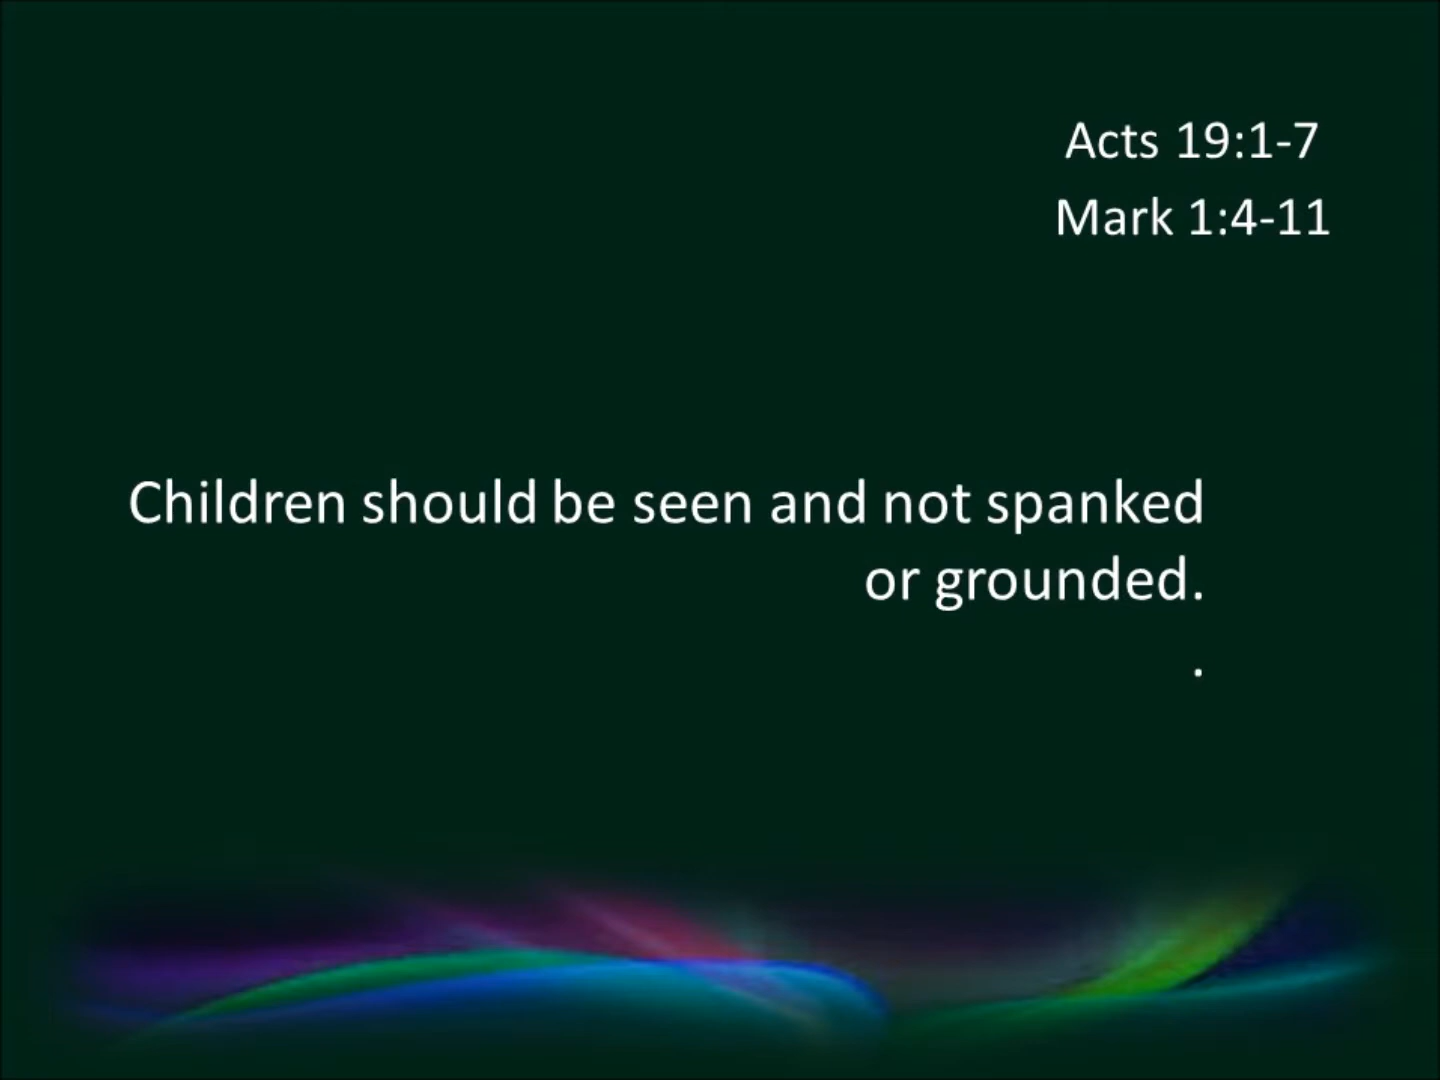 Acts 19:1-7
Mark 1:4-11
Children should be seen and not spanked
or grounded.
.